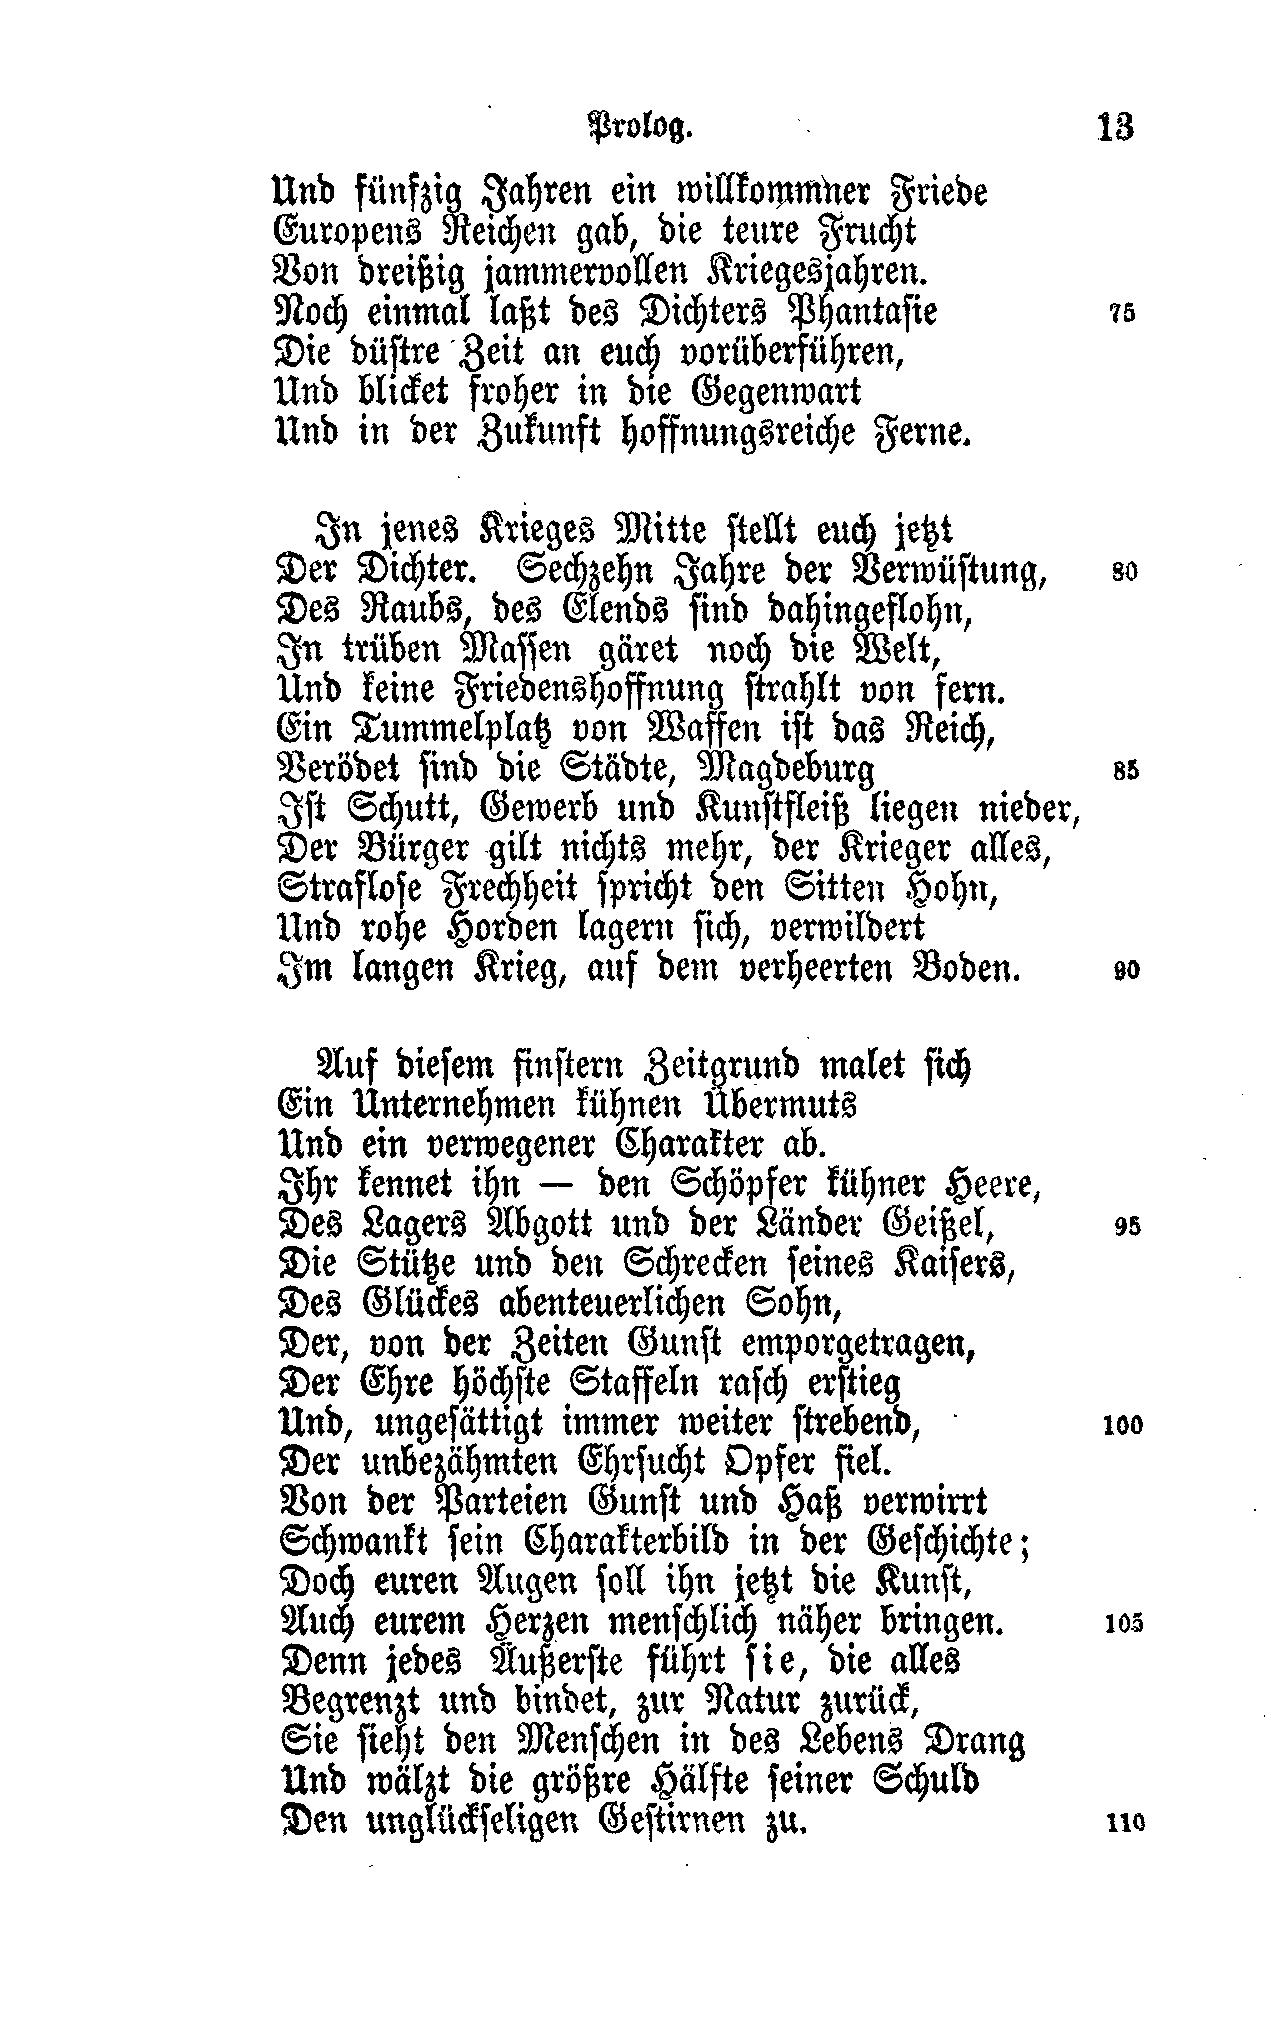 Prolog. 13
Und fünfzig Jahren ein willkommner Friede
Europens Reichen gab, die teure Frucht
Von dreißig jammervollen Kriegesjahren.
Noch einmal laßt des Dichters Phantasie 75
Die düstre Zeit an euch vorüberführen,
Und blicket froher in die Gegenwart
Und in der Zukunft hoffnungsreiche Ferne.
In jenes Krieges Mitte stellt euch jetzt
Der Dichter. Sechzehn Jahre der Verwüstung, 80
Des Raubs, des Elends sind dahingeflohn,
In trüben Massen gäret noch die Welt,
Und keine Friedenshoffnung strahlt von fern.
Ein Tummelplatz von Waffen ist das Reich,
Verödet sind die Städte, Magdeburg 85
Ist Schutt, Gewerb und Kunstfleiß liegen nieder,
Der Bürger gilt nichts mehr, der Krieger alles,
Straflose Frechheit spricht den Sitten Hohn,
Und rohe Horden lagern sich, verwildert
Im langen Krieg, auf dem verheerten Boden. 90
Auf diesem finstern Zeitgrund malet sich
Ein Unternehmen kühnen Übermuts
Und ein verwegener Charakter ab.
Ihr kennet ihn — den Schöpfer kühner Heere,
Des Lagers Abgott und der Länder Geißel, 95
Die Stütze und den Schrecken seines Kaisers,
Des Glückes abenteuerlichen Sohn,
Der, von der Zeiten Gunst emporgetragen,
Der Ehre höchste Staffeln rasch erstieg
Und, ungesättigt immer weiter strebend, 100
Der unbezähmten Ehrsucht Opfer fiel.
Von der Parteien Gunst und Haß verwirrt
Schwankt sein Charakterbild in der Geschichte;
Doch euren Augen soll ihn jetzt die Kunst,
Auch eurem Herzen menschlich näher bringen. 105
Denn jedes Äußerste führt sie, die alles
Begrenzt und bindet, zur Natur zurück,
Sie sieht den Menschen in des Lebens Drang
Und wälzt die größre Hälfte seiner Schuld
Den unglückseligen Gestirnen zu. 110